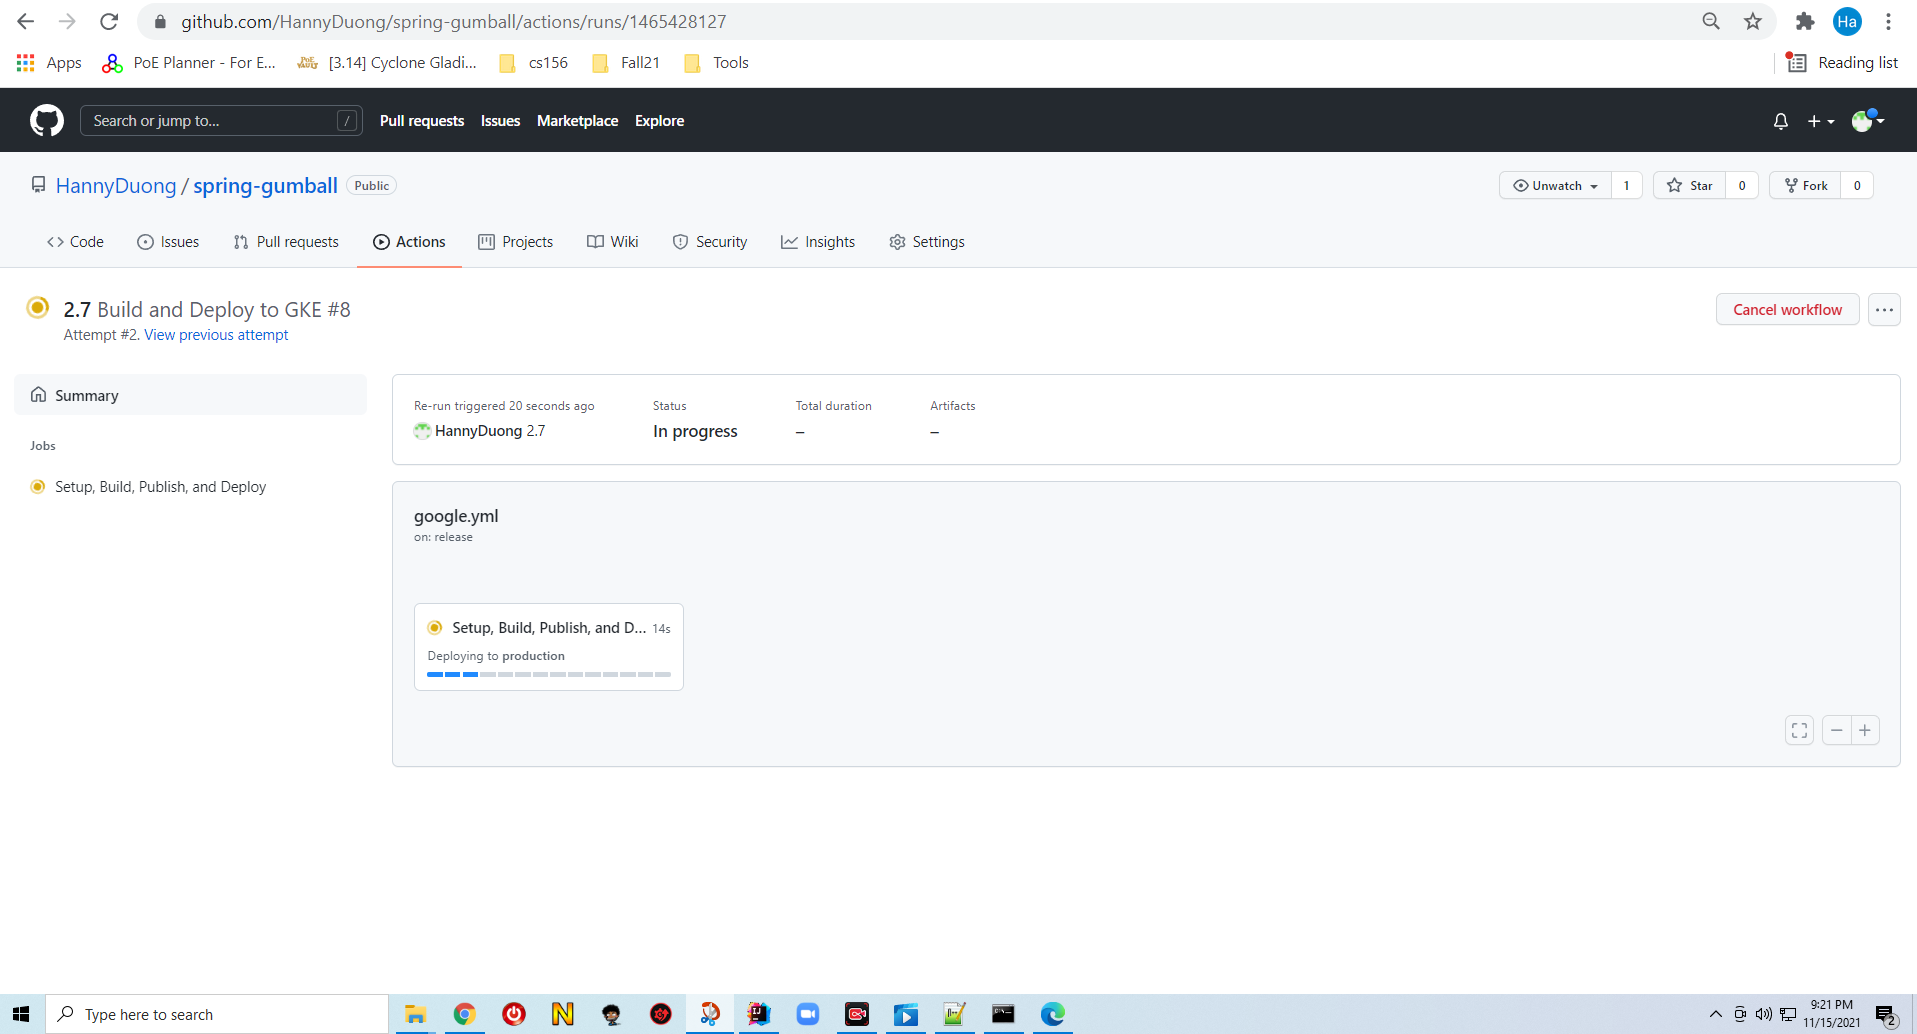 github.com/HannyDuong/spring-gumball/actions/runs/1465428127
Ha
Apps PoE Planner - For E... [3.14] Cyclone Gladi... cs156 Fall21 Tools Reading list
Search or jump to... / Pull requests Issues Marketplace Explore
HannyDuong / spring-gumball Public Unwatch 1 Star 0 Fork 0
Code Issues Pull requests Actions Projects Wiki Security Insights Settings
2.7 Build and Deploy to GKE #8 Cancel workflow ...
Attempt #2. View previous attempt
Summary
Jobs
Setup, Build, Publish, and Deploy
Re-run triggered 20 seconds ago Status Total duration Artifacts
HannyDuong 2.7 In progress – –
google.yml
on: release
Setup, Build, Publish, and D... 14s
Deploying to production
Type here to search
9:21 PM
11/15/2021
2